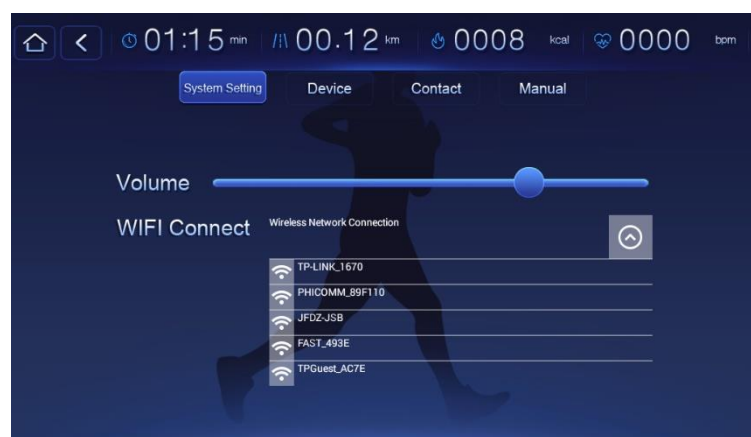 01:15 min 00.12 km 0008 kcal 0000 bpm
System Setting Device Contact Manual
Volume
WIFI Connect Wireless Network Connection
TP-LINK_1670
PHICOMM_89F110
JFDZ-JSB
FAST_493E
TPGuest_AC7E